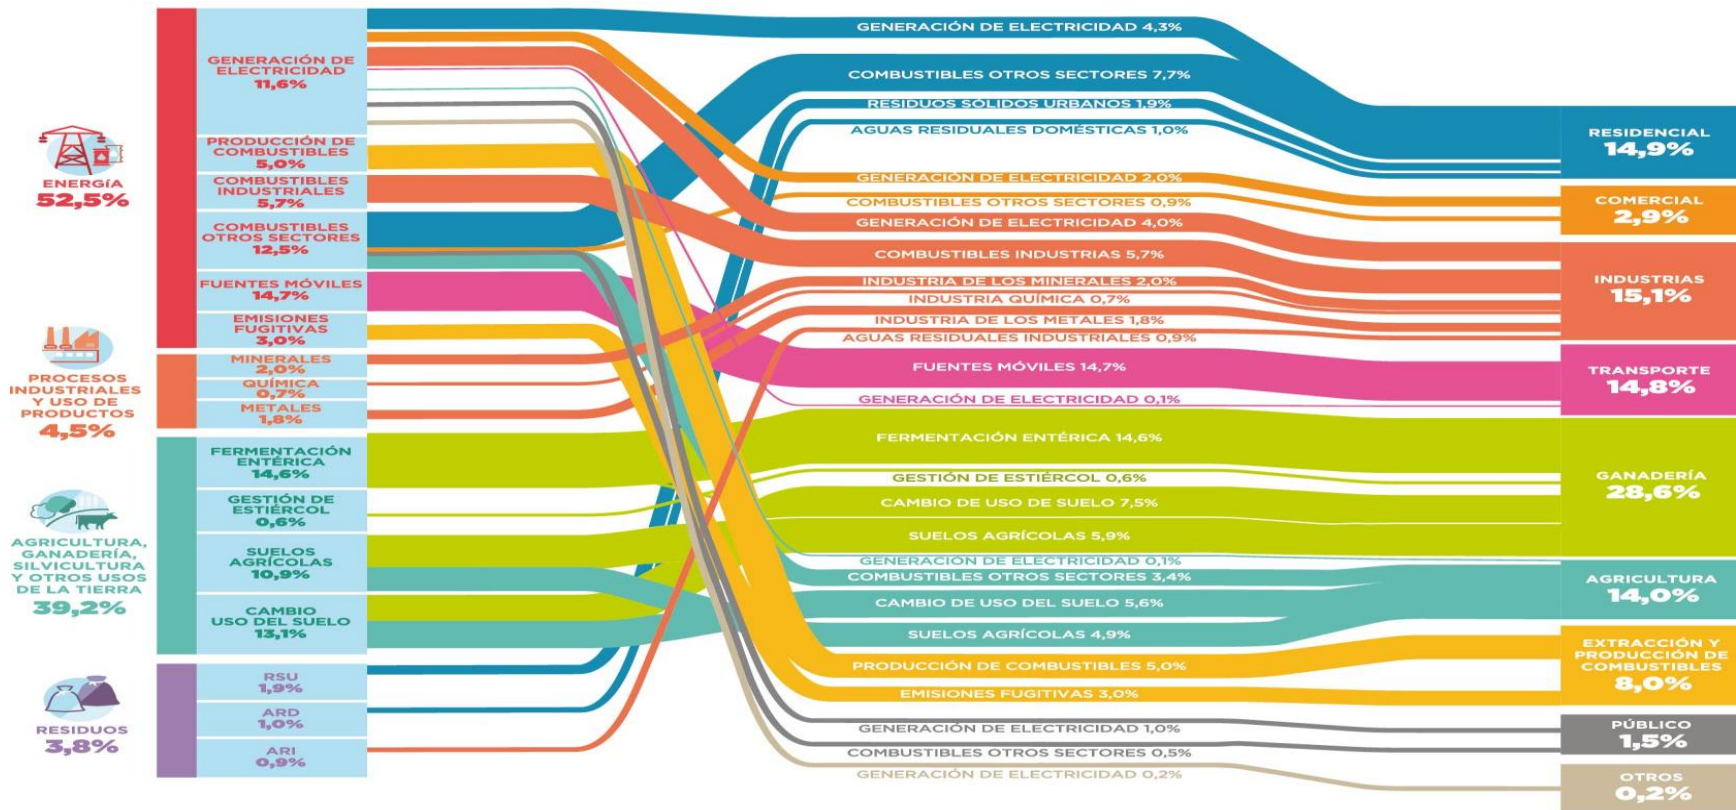 ENERGÍA
52,5%
PROCESOS
INDUSTRIALES
Y USO DE
PRODUCTOS
4,5%
AGRICULTURA,
GANADERÍA,
SILVICULTURA
Y OTROS USOS
DE LA TIERRA
39,2%
RESIDUOS
3,8%
GENERACIÓN DE
ELECTRICIDAD
11,6%
PRODUCCIÓN DE
COMBUSTIBLES
5,0%
COMBUSTIBLES
INDUSTRIALES
5,7%
COMBUSTIBLES
OTROS SECTORES
12,5%
FUENTES MÓVILES
14,7%
EMISIONES
FUGITIVAS
3,0%
MINERALES
2,0%
QUÍMICA
0,7%
METALES
1,8%
FERMENTACIÓN
ENTÉRICA
14,6%
GESTIÓN DE
ESTIÉRCOL
0,6%
SUELOS
AGRÍCOLAS
10,9%
CAMBIO
USO DEL SUELO
13,1%
RSU
1,9%
ARD
1,0%
ARI
0,9%
GENERACIÓN DE ELECTRICIDAD 4,3%
COMBUSTIBLES OTROS SECTORES 7,7%
RESIDUOS SÓLIDOS URBANOS 1,9%
AGUAS RESIDUALES DOMÉSTICAS 1,0%
GENERACIÓN DE ELECTRICIDAD 2,0%
COMBUSTIBLES OTROS SECTORES 0,9%
GENERACIÓN DE ELECTRICIDAD 4,0%
COMBUSTIBLES INDUSTRIAS 5,7%
INDUSTRIA DE LOS MINERALES 2,0%
INDUSTRIA QUÍMICA 0,7%
INDUSTRIA DE LOS METALES 1,8%
AGUAS RESIDUALES INDUSTRIALES 0,9%
FUENTES MÓVILES 14,7%
GENERACIÓN DE ELECTRICIDAD 0,1%
FERMENTACIÓN ENTÉRICA 14,6%
GESTIÓN DE ESTIÉRCOL 0,6%
CAMBIO DE USO DE SUELO 7,5%
SUELOS AGRÍCOLAS 5,9%
GENERACIÓN DE ELECTRICIDAD 0,1%
COMBUSTIBLES OTROS SECTORES 3,4%
CAMBIO DE USO DEL SUELO 5,6%
SUELOS AGRÍCOLAS 4,9%
PRODUCCIÓN DE COMBUSTIBLES 5,0%
EMISIONES FUGITIVAS 3,0%
GENERACIÓN DE ELECTRICIDAD 1,0%
COMBUSTIBLES OTROS SECTORES 0,5%
GENERACIÓN DE ELECTRICIDAD 0,2%
RESIDENCIAL
14,9%
COMERCIAL
2,9%
INDUSTRIAS
15,1%
TRANSPORTE
14,8%
GANADERÍA
28,6%
AGRICULTURA
14,0%
EXTRACCIÓN Y
PRODUCCIÓN DE
COMBUSTIBLES
8,0%
PÚBLICO
1,5%
OTROS
0,2%